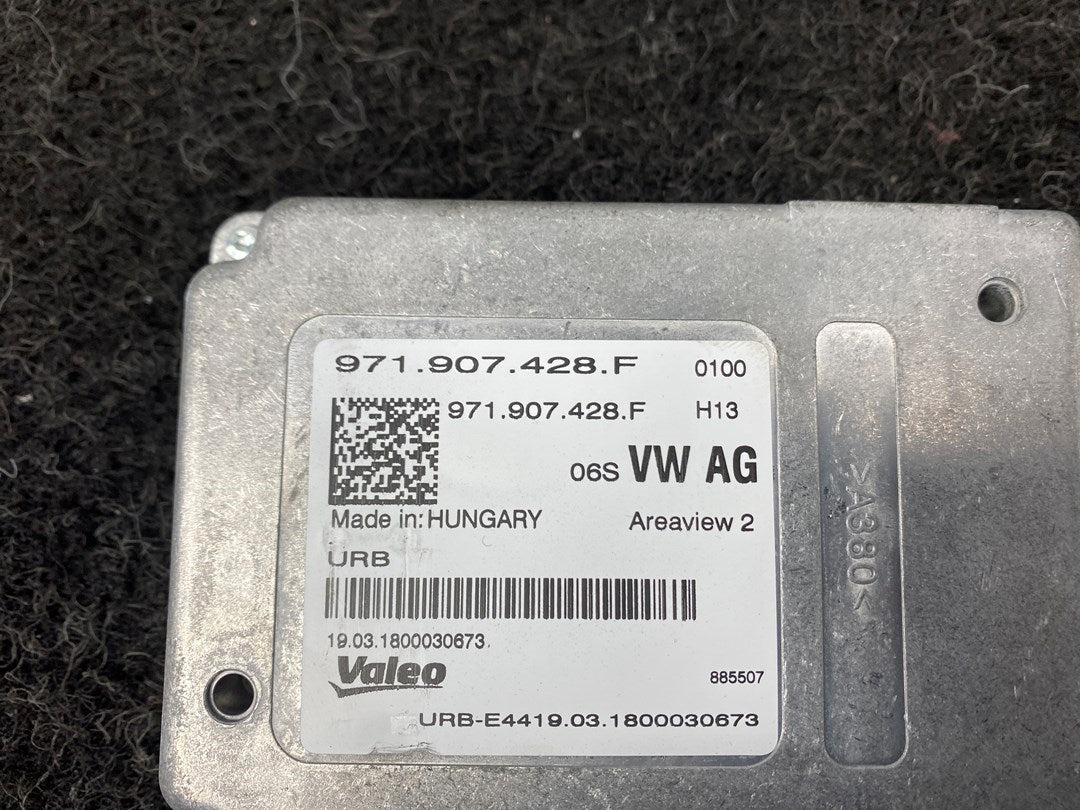 971.907.428.F 0100
971.907.428.F H13
06S VW AG
Made in: HUNGARY Areaview 2
URB
19.03.1800030673
Valeo 885507
URB-E4419.03.1800030673
>A380<